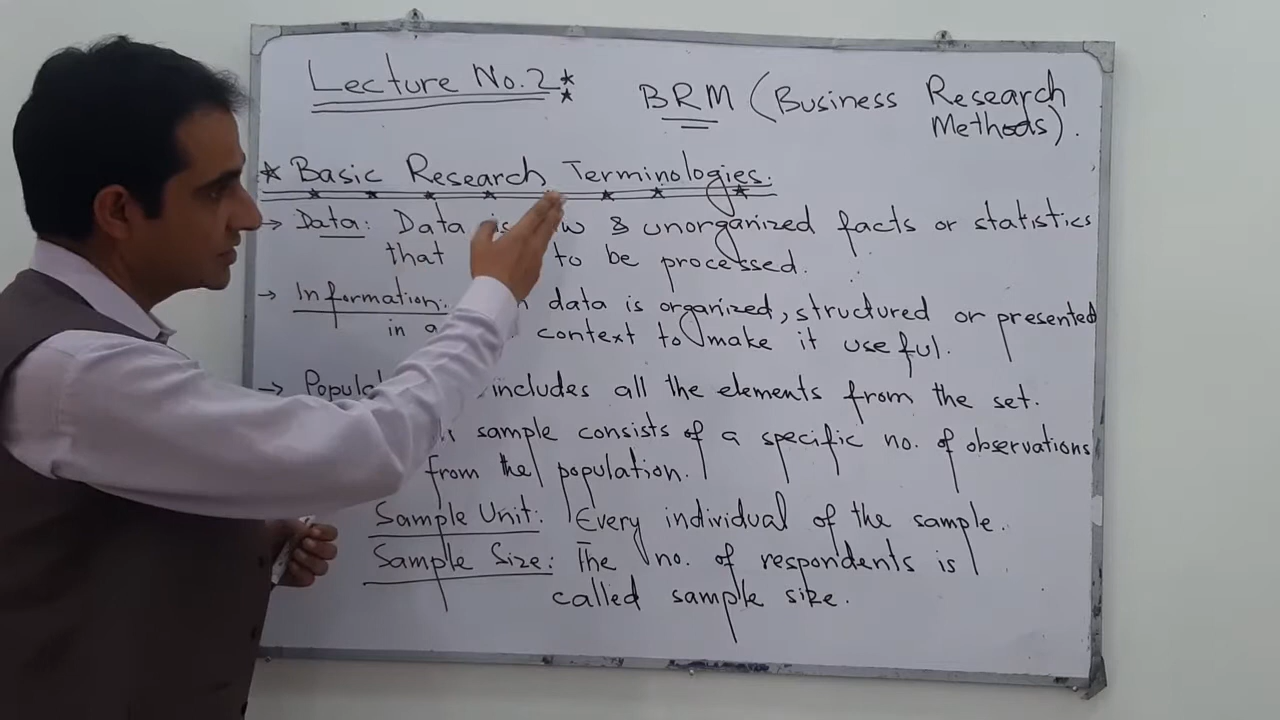 Lecture No.2
BRM (Business Research
Methods).
* Basic Research Terminologies.
→ Data: Data is & unorganized facts or statistics
that to be processed.
→ Information: data is organized, structured or presented
in a context to make it useful.
→ includes all the elements from the set.
sample consists of a specific no. of observations
from the population.
Sample Unit: Every individual of the sample.
Sample Size: The no. of respondents is
called sample size.